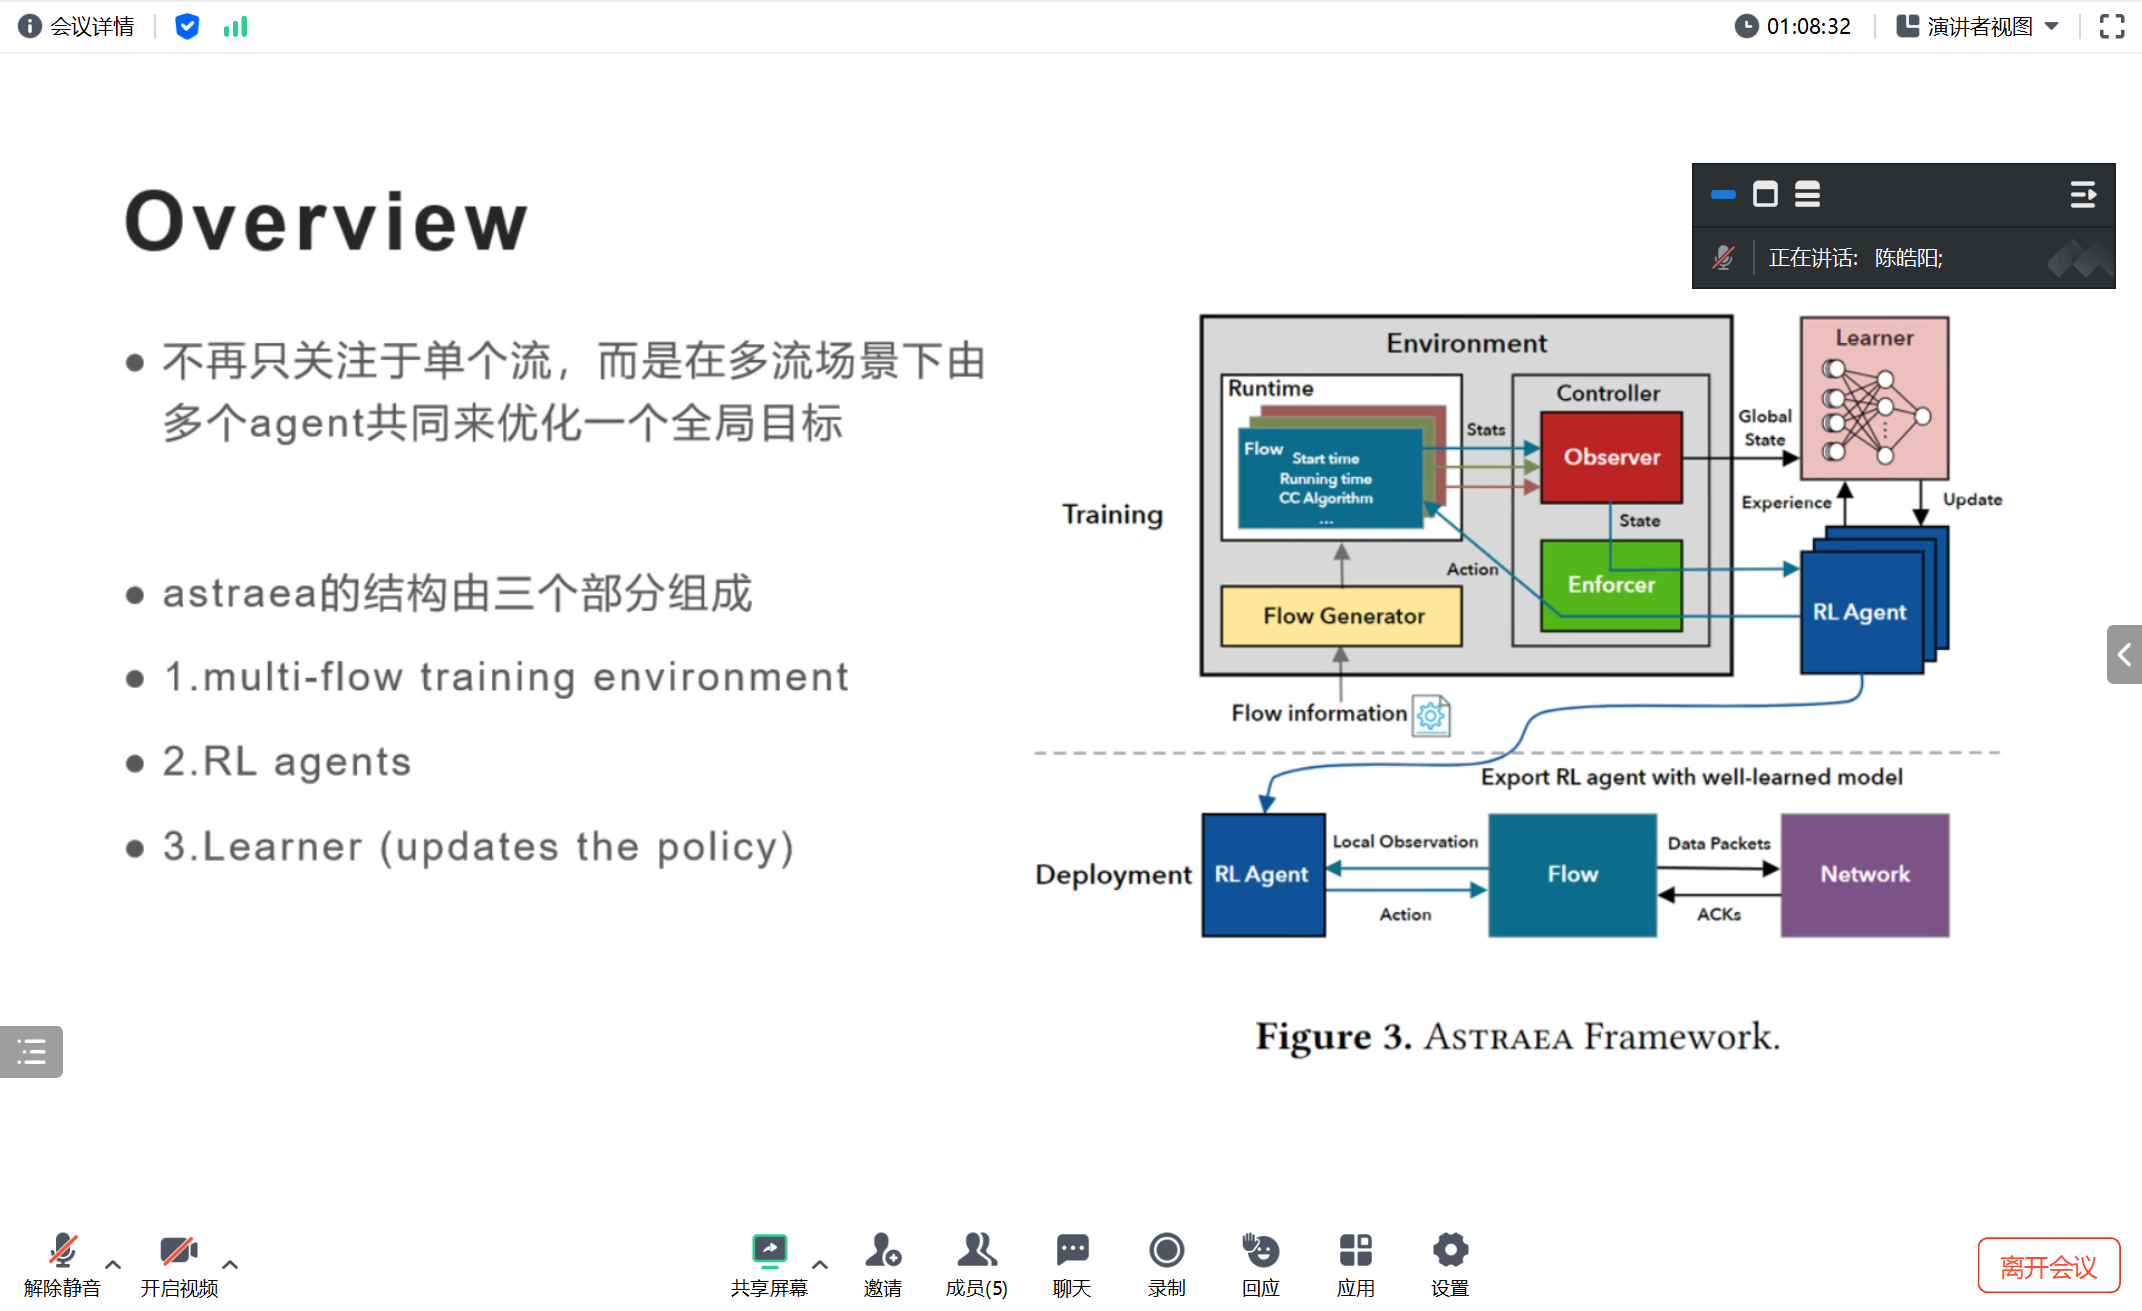 会议详情
01:08:32
演讲者视图
Overview
正在讲话: 陈皓阳;
不再只关注于单个流，而是在多流场景下由
多个agent共同来优化一个全局目标
astraea的结构由三个部分组成
1.multi-flow training environment
2.RL agents
3.Learner (updates the policy)
Training
Environment
Runtime
Flow
Start time
Running time
CC Algorithm
...
Stats
Controller
Observer
State
Enforcer
Action
Flow Generator
Flow information
Global
State
Learner
Experience
Update
RL Agent
Export RL agent with well-learned model
Deployment
RL Agent
Local Observation
Action
Flow
Data Packets
ACKs
Network
Figure 3. ASTRAEA Framework.
解除静音
开启视频
共享屏幕
邀请
成员(5)
聊天
录制
回应
应用
设置
离开会议